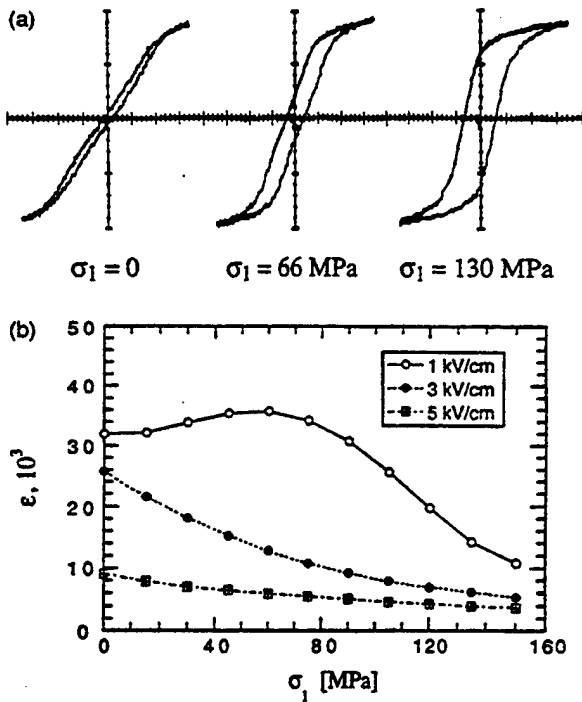 (a)
σ₁ = 0 σ₁ = 66 MPa σ₁ = 130 MPa
(b)
50
40
30
20
10
0
ε, 10³
1 kV/cm
3 kV/cm
5 kV/cm
0 40 80 120 160
σ₁ [MPa]